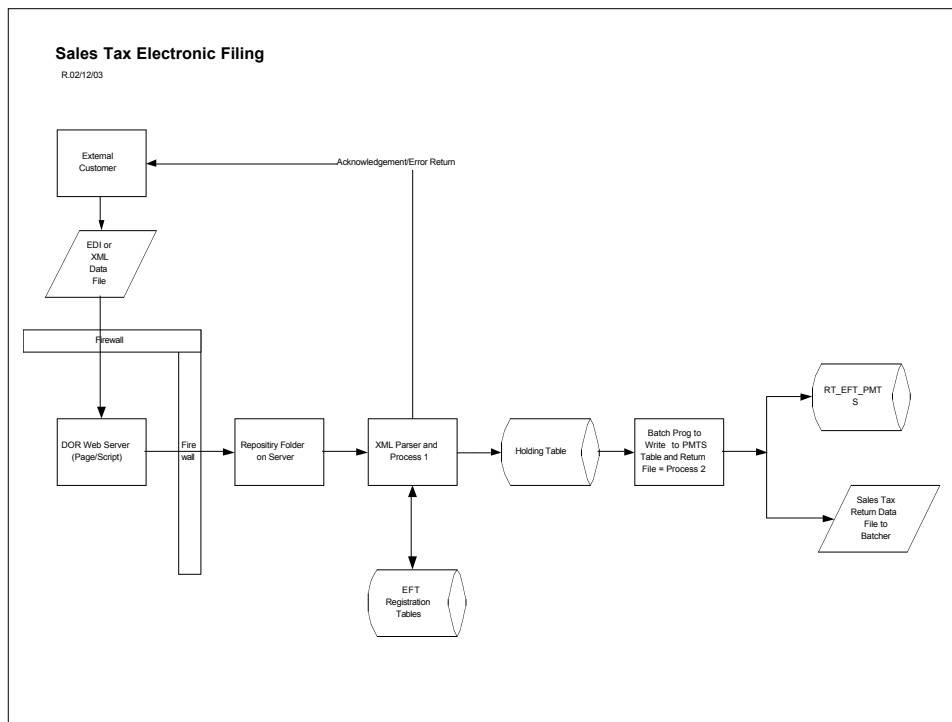 Sales Tax Electronic Filing
R.02/12/03
External
Customer
Acknowledgement/Error Return
EDI or
XML
Data
File
Firewall
DOR Web Server
(Page/Script)
Fire
wall
Repositiry Folder
on Server
XML Parser and
Process 1
Holding Table
Batch Prog to
Write to PMTS
Table and Return
File = Process 2
RT_EFT_PMT
S
Sales Tax
Return Data
File to
Batcher
EFT
Registration
Tables